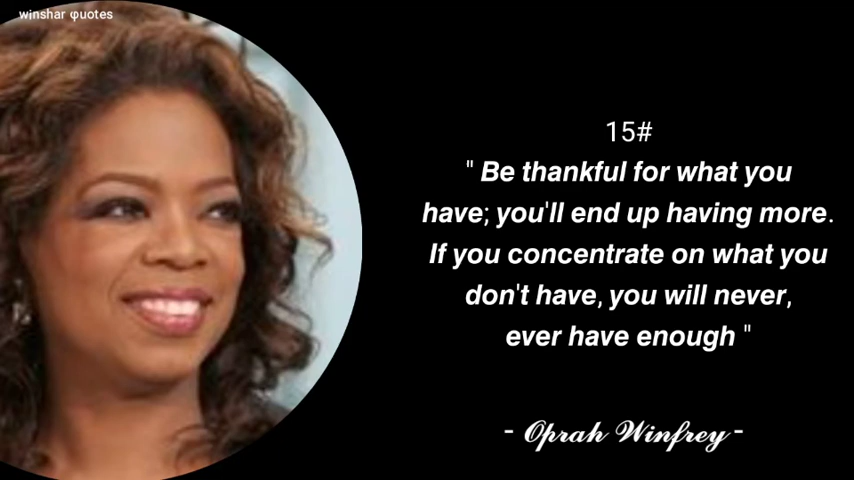 winshar quotes
15#
" Be thankful for what you
have; you'll end up having more.
If you concentrate on what you
don't have, you will never,
ever have enough "
- Oprah Winfrey -